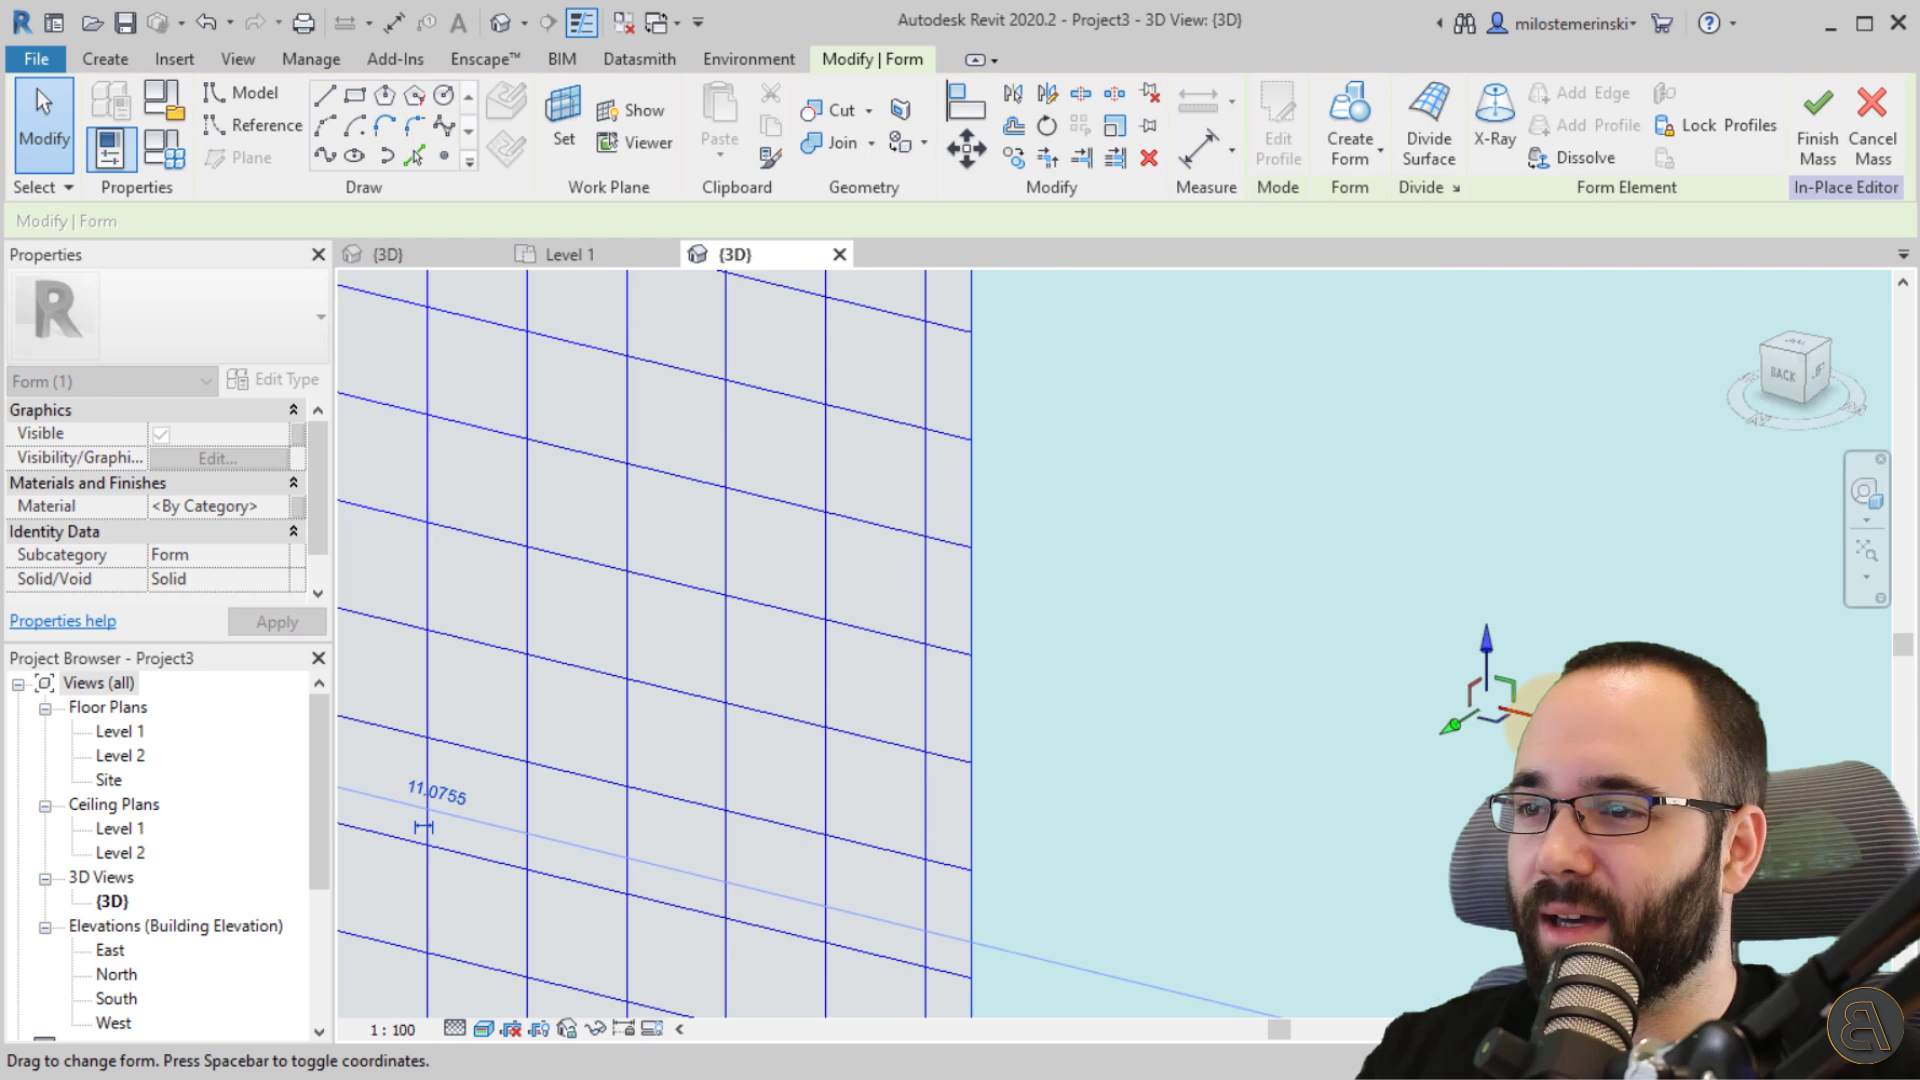 Autodesk Revit 2020.2 - Project3 - 3D View: {3D}
milostemerinski
File Create Insert View Manage Add-Ins Enscape™ BIM Datasmith Environment Modify | Form
Modify
Model
Reference
Plane
Set
Show
Viewer
Paste
Cut
Join
Edit Profile
Create Form
Divide Surface
X-Ray
Add Edge
Add Profile
Dissolve
Lock Profiles
Finish Mass
Cancel Mass
Select Properties Draw Work Plane Clipboard Geometry Modify Measure Mode Form Divide Form Element In-Place Editor
Modify | Form
Properties
{3D} Level 1 {3D}
Form (1) Edit Type
Graphics
Visible
Visibility/Graphi... Edit...
Materials and Finishes
Material <By Category>
Identity Data
Subcategory Form
Solid/Void Solid
Properties help Apply
Project Browser - Project3
Views (all)
Floor Plans
Level 1
Level 2
Site
Ceiling Plans
Level 1
Level 2
3D Views
{3D}
Elevations (Building Elevation)
East
North
South
West
11.0755
BACK
1 : 100
Drag to change form. Press Spacebar to toggle coordinates.